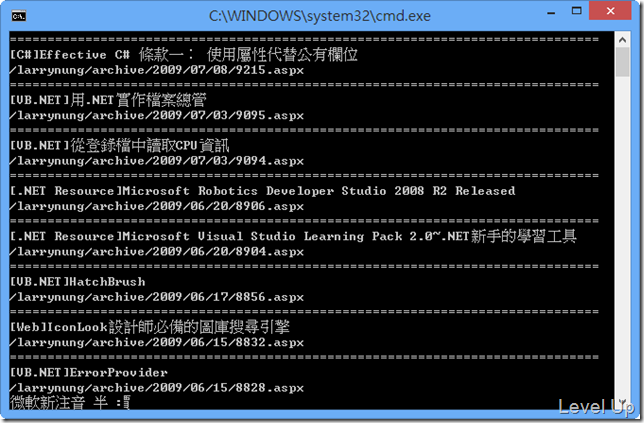 C:\WINDOWS\system32\cmd.exe
===============================================================================
[C#]Effective C# 條款一： 使用屬性代替公有欄位
/larrynung/archive/2009/07/08/9215.aspx
===============================================================================
[VB.NET]用.NET實作檔案總管
/larrynung/archive/2009/07/03/9095.aspx
===============================================================================
[VB.NET]從登錄檔中讀取CPU資訊
/larrynung/archive/2009/07/03/9094.aspx
===============================================================================
[.NET Resource]Microsoft Robotics Developer Studio 2008 R2 Released
/larrynung/archive/2009/06/20/8906.aspx
===============================================================================
[.NET Resource]Microsoft Visual Studio Learning Pack 2.0~.NET新手的學習工具
/larrynung/archive/2009/06/20/8904.aspx
===============================================================================
[VB.NET]HatchBrush
/larrynung/archive/2009/06/17/8856.aspx
===============================================================================
[Web]IconLook設計師必備的圖庫搜尋引擎
/larrynung/archive/2009/06/15/8832.aspx
===============================================================================
[VB.NET]ErrorProvider
/larrynung/archive/2009/06/15/8828.aspx
微軟新注音 半 :
Level Up